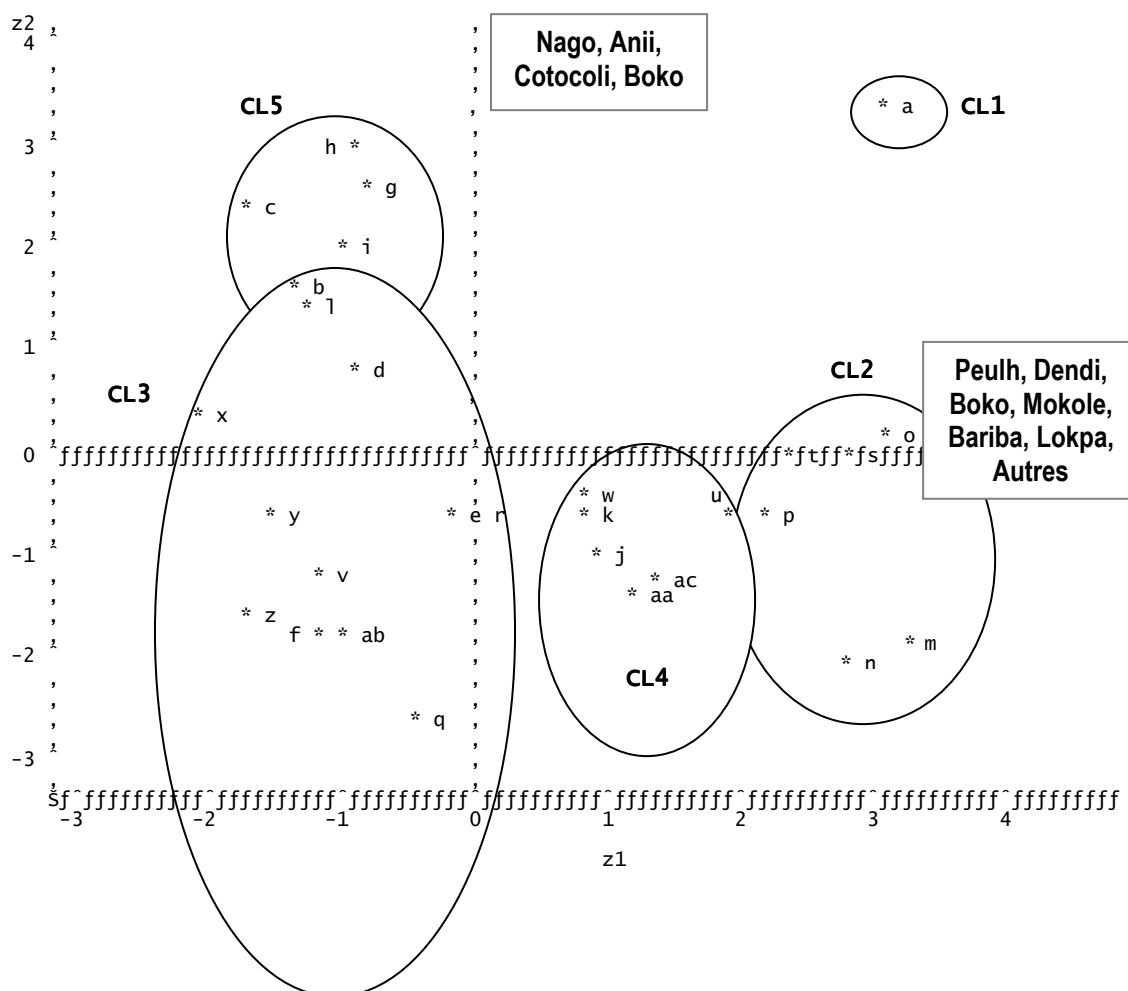 z2
4
Nago, Anii,
Cotocoli, Boko
CL5
* a
CL1
3
h *
* g
* c
2
* i
* b
* l
1
* d
CL2
Peulh, Dendi,
Boko, Mokole,
Bariba, Lokpa,
Autres
CL3
* x
* o
0
* t
* s
* w
u
* y
* e r
* k
*
* p
-1
* j
* v
* ac
* aa
* z
f * * ab
* m
-2
* n
CL4
* q
-3
-3 -2 -1 0 1 2 3 4
z1